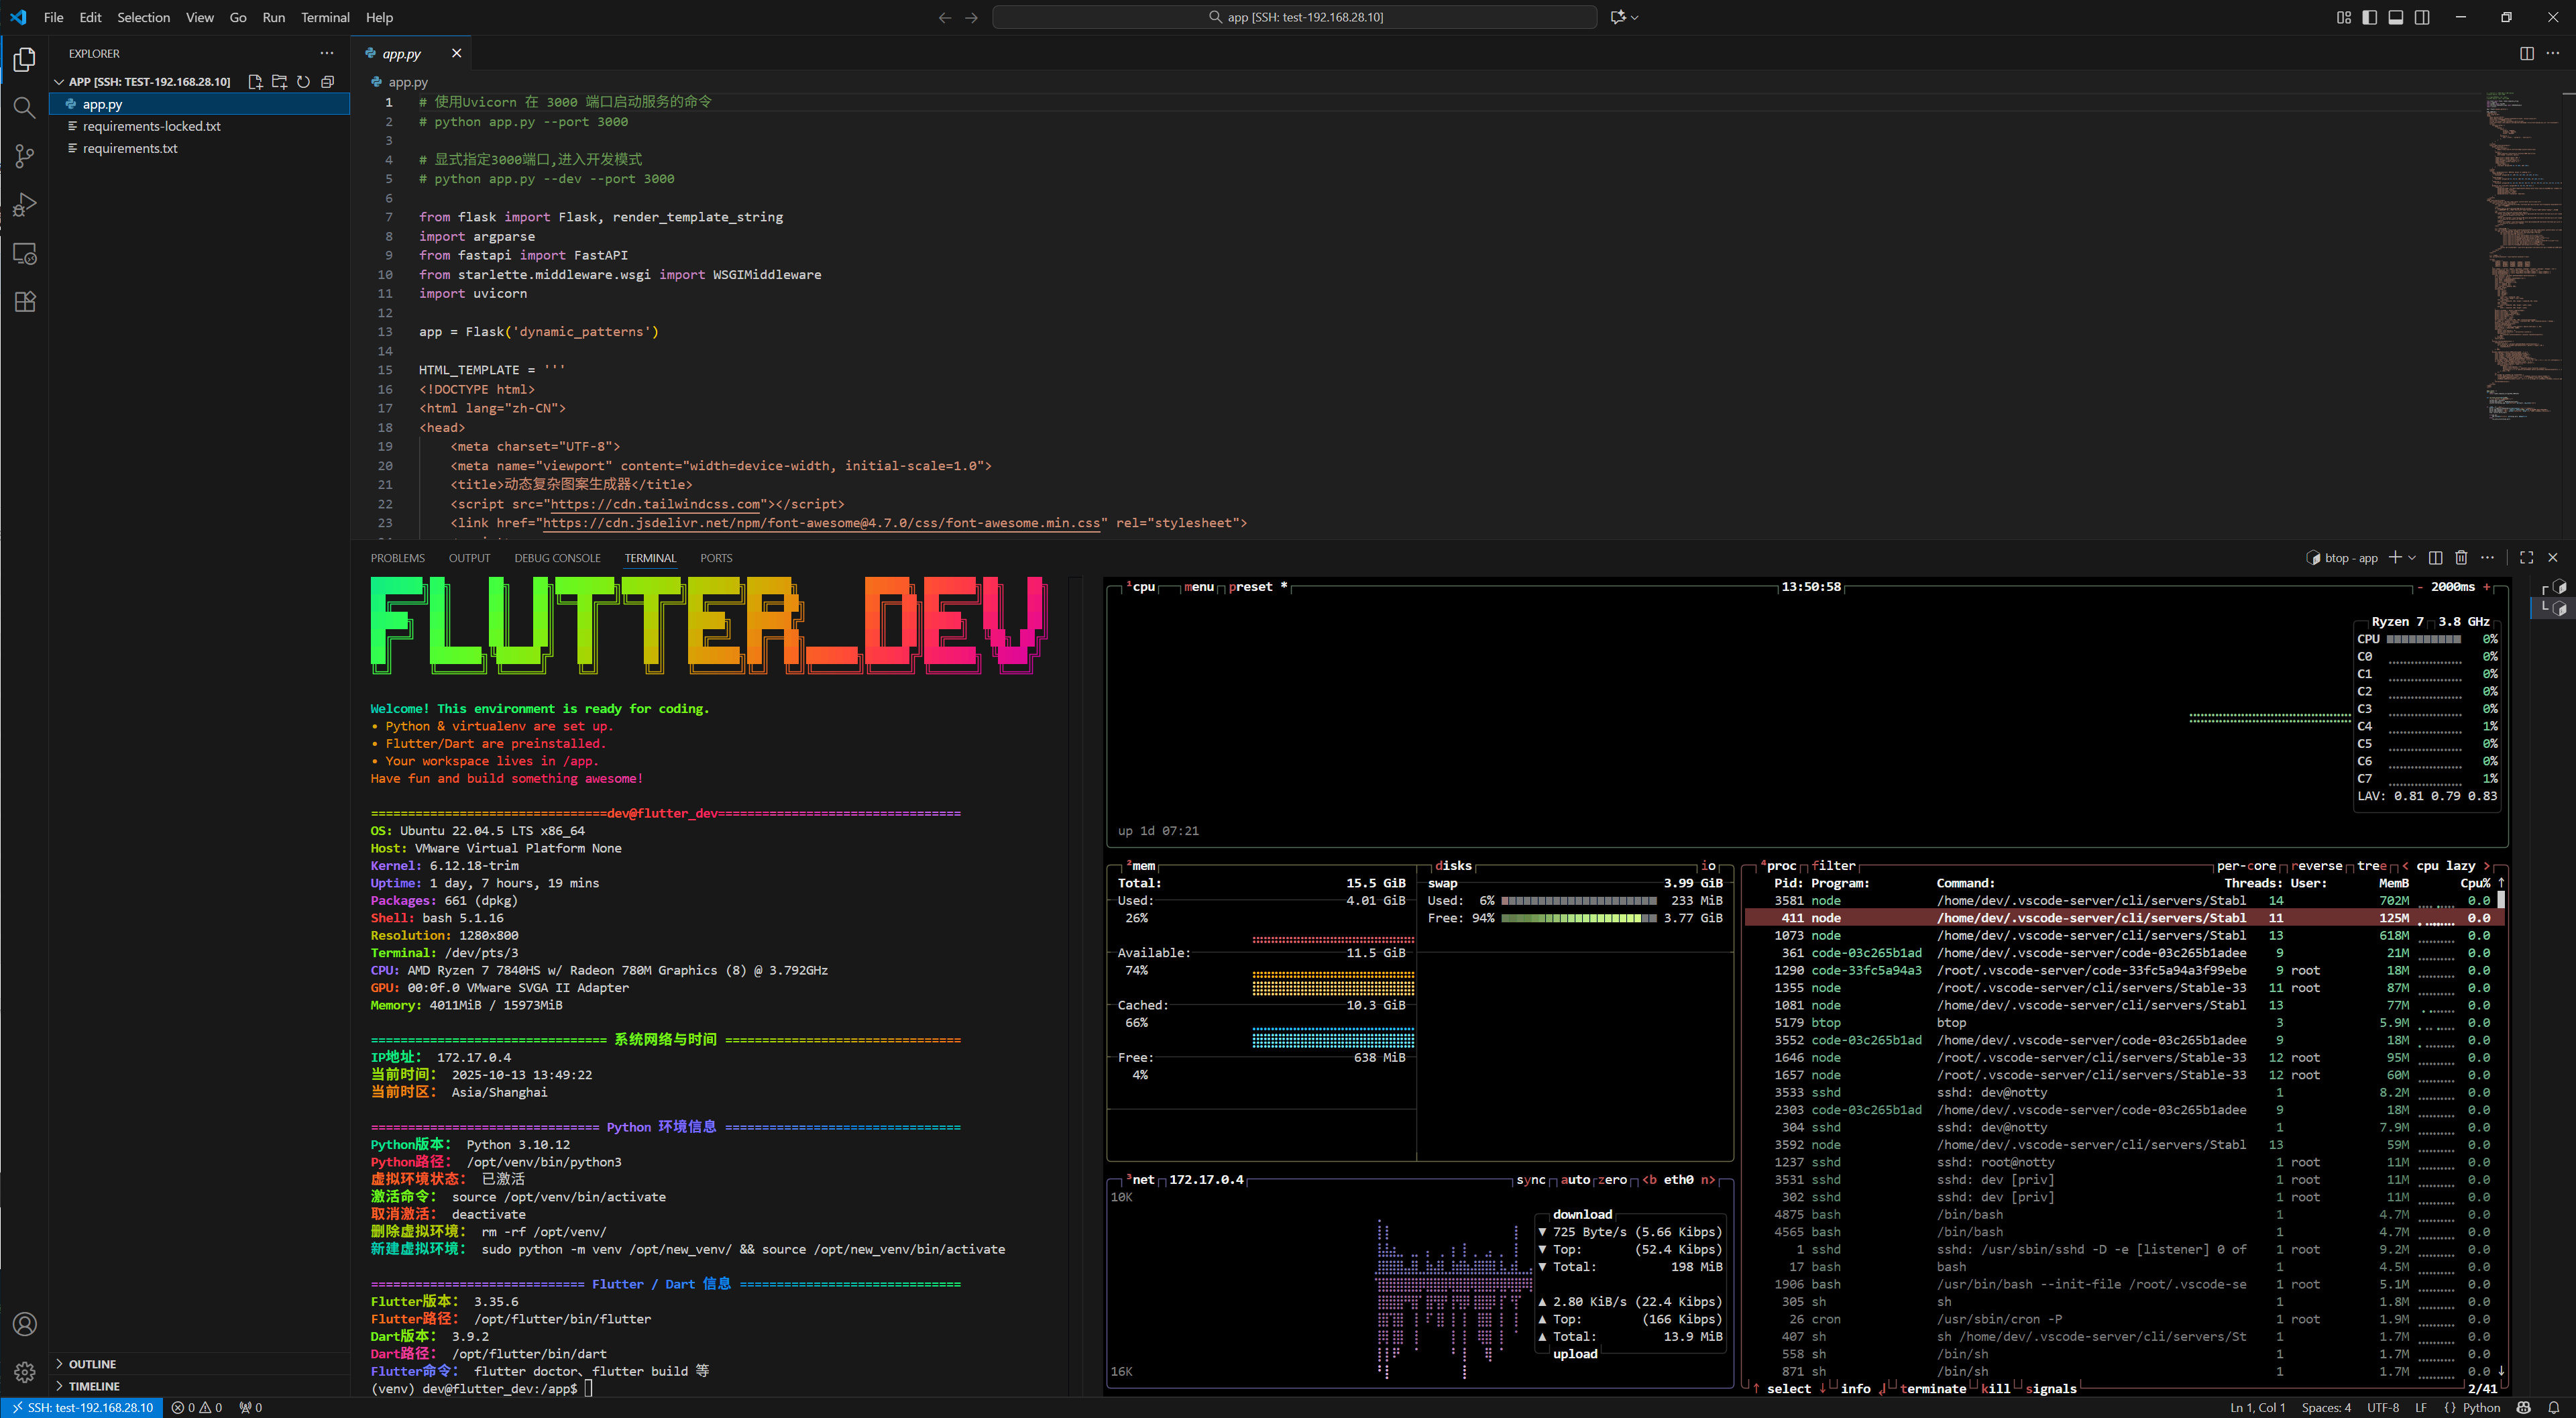 File Edit Selection View Go Run Terminal Help
app [SSH: test-192.168.28.10]
EXPLORER
APP [SSH: TEST-192.168.28.10]
app.py
requirements-locked.txt
requirements.txt
OUTLINE
TIMELINE
app.py
app.py
1 # 使用Uvicorn 在 3000 端口启动服务的命令
2 # python app.py --port 3000
3
4 # 显式指定3000端口,进入开发模式
5 # python app.py --dev --port 3000
6
7 from flask import Flask, render_template_string
8 import argparse
9 from fastapi import FastAPI
10 from starlette.middleware.wsgi import WSGIMiddleware
11 import uvicorn
12
13 app = Flask('dynamic_patterns')
14
15 HTML_TEMPLATE = '''
16 <!DOCTYPE html>
17 <html lang="zh-CN">
18 <head>
19 <meta charset="UTF-8">
20 <meta name="viewport" content="width=device-width, initial-scale=1.0">
21 <title>动态复杂图案生成器</title>
22 <script src="https://cdn.tailwindcss.com"></script>
23 <link href="https://cdn.jsdelivr.net/npm/font-awesome@4.7.0/css/font-awesome.min.css" rel="stylesheet">
PROBLEMS OUTPUT DEBUG CONSOLE TERMINAL PORTS
btop - app
FLUTTER_DEV
Welcome! This environment is ready for coding.
• Python & virtualenv are set up.
• Flutter/Dart are preinstalled.
• Your workspace lives in /app.
Have fun and build something awesome!
================================dev@flutter_dev=================================
OS: Ubuntu 22.04.5 LTS x86_64
Host: VMware Virtual Platform None
Kernel: 6.12.18-trim
Uptime: 1 day, 7 hours, 19 mins
Packages: 661 (dpkg)
Shell: bash 5.1.16
Resolution: 1280x800
Terminal: /dev/pts/3
CPU: AMD Ryzen 7 7840HS w/ Radeon 780M Graphics (8) @ 3.792GHz
GPU: 00:0f.0 VMware SVGA II Adapter
Memory: 4011MiB / 15973MiB
================================ 系统网络与时间 ================================
IP地址: 172.17.0.4
当前时间: 2025-10-13 13:49:22
当前时区: Asia/Shanghai
=============================== Python 环境信息 ================================
Python版本: Python 3.10.12
Python路径: /opt/venv/bin/python3
虚拟环境状态: 已激活
激活命令: source /opt/venv/bin/activate
取消激活: deactivate
删除虚拟环境: rm -rf /opt/venv/
新建虚拟环境: sudo python -m venv /opt/new_venv/ && source /opt/new_venv/bin/activate
============================= Flutter / Dart 信息 ==============================
Flutter版本: 3.35.6
Flutter路径: /opt/flutter/bin/flutter
Dart版本: 3.9.2
Dart路径: /opt/flutter/bin/dart
Flutter命令: flutter doctor、flutter build 等
(venv) dev@flutter_dev:/app$
¹cpu menu preset * 13:50:58 - 2000ms +
Ryzen 7 3.8 GHz
CPU 0%
C0 0%
C1 0%
C2 0%
C3 0%
C4 1%
C5 0%
C6 0%
C7 1%
LAV: 0.81 0.79 0.83
up 1d 07:21
²mem disks io
Total: 15.5 GiB
Used: 4.01 GiB
26%
Available: 11.5 GiB
74%
Cached: 10.3 GiB
66%
Free: 638 MiB
4%
swap 3.99 GiB
Used: 6% 233 MiB
Free: 94% 3.77 GiB
³net 172.17.0.4 sync auto zero <b eth0 n>
10K
download
▼ 725 Byte/s (5.66 Kibps)
▼ Top: (52.4 Kibps)
▼ Total: 198 MiB
▲ 2.80 KiB/s (22.4 Kibps)
▲ Top: (166 Kibps)
▲ Total: 13.9 MiB
upload
16K
⁴proc filter per-core reverse tree < cpu lazy >
Pid: Program: Command: Threads: User: MemB Cpu% ↑
3581 node /home/dev/.vscode-server/cli/servers/Stabl 14 702M 0.0
411 node /home/dev/.vscode-server/cli/servers/Stabl 11 125M 0.0
1073 node /home/dev/.vscode-server/cli/servers/Stabl 13 618M 0.0
361 code-03c265b1ad /home/dev/.vscode-server/code-03c265b1adee 9 21M 0.0
1290 code-33fc5a94a3 /root/.vscode-server/code-33fc5a94a3f99ebe 9 root 18M 0.0
1355 node /root/.vscode-server/cli/servers/Stable-33 11 root 87M 0.0
1081 node /home/dev/.vscode-server/cli/servers/Stabl 13 77M 0.0
5179 btop btop 3 5.9M 0.0
3552 code-03c265b1ad /home/dev/.vscode-server/code-03c265b1adee 9 18M 0.0
1646 node /root/.vscode-server/cli/servers/Stable-33 12 root 95M 0.0
1657 node /root/.vscode-server/cli/servers/Stable-33 12 root 60M 0.0
3533 sshd sshd: dev@notty 1 8.2M 0.0
2303 code-03c265b1ad /home/dev/.vscode-server/code-03c265b1adee 9 18M 0.0
304 sshd sshd: dev@notty 1 7.9M 0.0
3592 node /home/dev/.vscode-server/cli/servers/Stabl 13 59M 0.0
1237 sshd sshd: root@notty 1 root 11M 0.0
3531 sshd sshd: dev [priv] 1 root 11M 0.0
302 sshd sshd: dev [priv] 1 root 11M 0.0
4875 bash /bin/bash 1 4.7M 0.0
4565 bash /bin/bash 1 4.7M 0.0
1 sshd sshd: /usr/sbin/sshd -D -e [listener] 0 of 1 root 9.2M 0.0
17 bash bash 1 4.5M 0.0
1906 bash /usr/bin/bash --init-file /root/.vscode-se 1 root 5.1M 0.0
305 sh sh 1 1.8M 0.0
26 cron /usr/sbin/cron -P 1 root 1.9M 0.0
407 sh sh /home/dev/.vscode-server/cli/servers/St 1 1.7M 0.0
558 sh /bin/sh 1 1.7M 0.0
871 sh /bin/sh 1 1.7M 0.0 ↓
↑ select ↓ info ↲ terminate kill signals 2/41
SSH: test-192.168.28.10 0 0 0
Ln 1, Col 1 Spaces: 4 UTF-8 LF {} Python